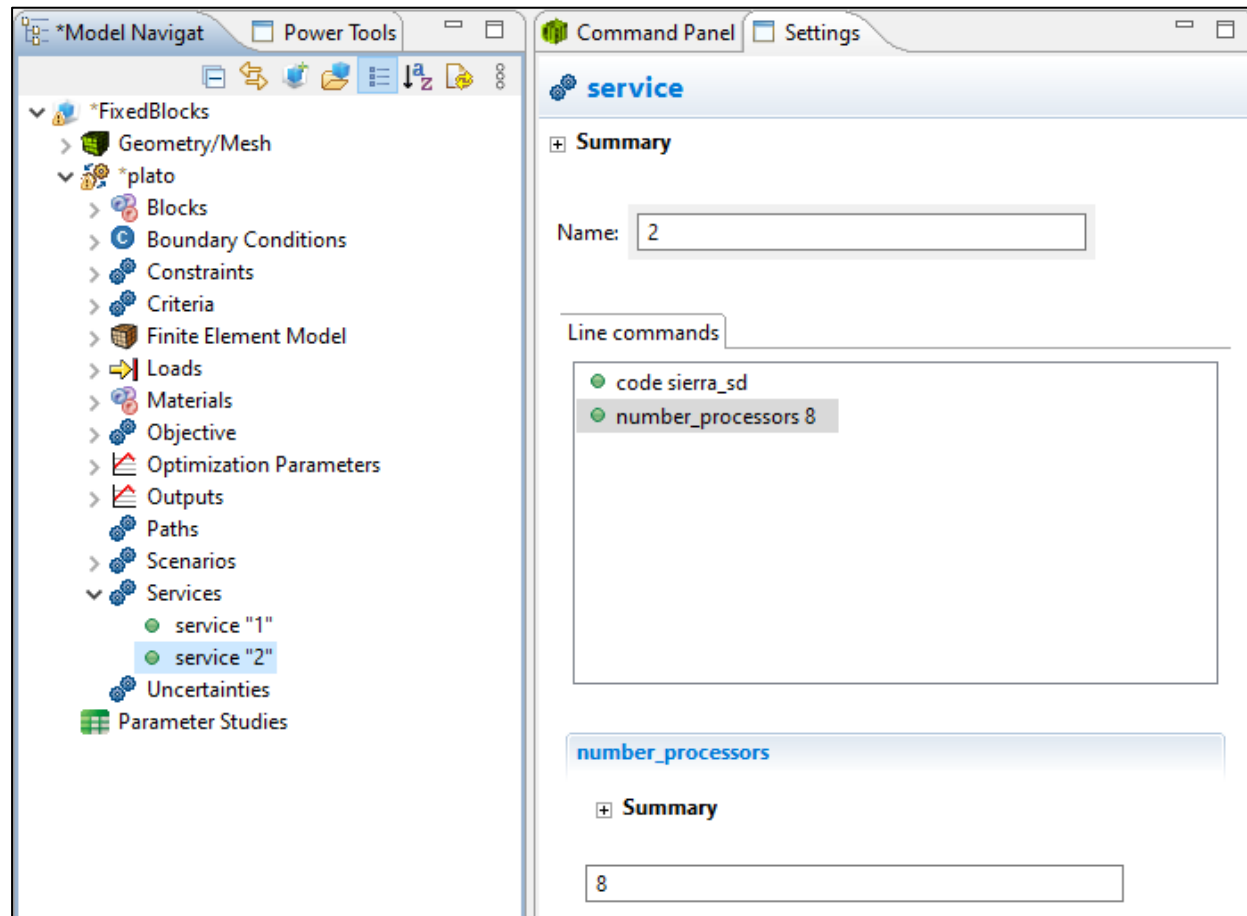 *Model Navigat
Power Tools
*FixedBlocks
Geometry/Mesh
*plato
Blocks
Boundary Conditions
Constraints
Criteria
Finite Element Model
Loads
Materials
Objective
Optimization Parameters
Outputs
Paths
Scenarios
Services
service "1"
service "2"
Uncertainties
Parameter Studies
Command Panel
Settings
service
Summary
Name: 2
Line commands
code sierra_sd
number_processors 8
number_processors
Summary
8